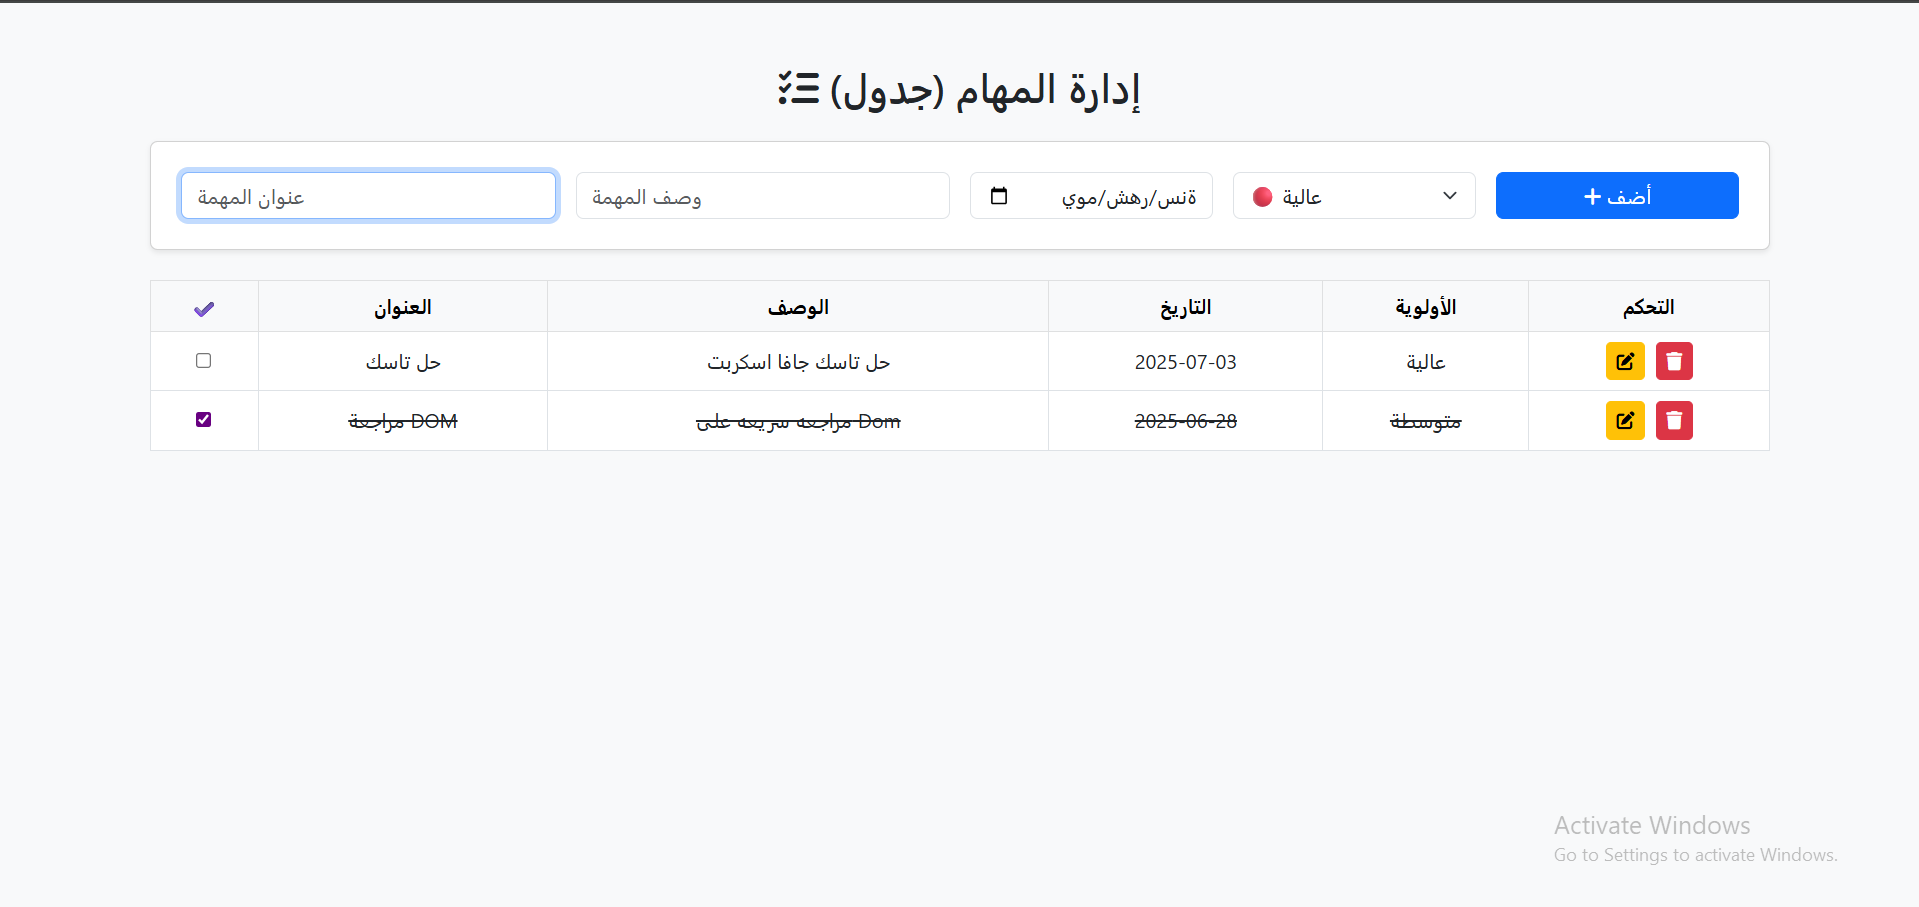 إدارة المهام (جدول)
عنوان المهمة
وصف المهمة
يوم/شهر/سنة
عالية
أضف +
العنوان
الوصف
التاريخ
الأولوية
التحكم
حل تاسك
حل تاسك جافا اسكربت
2025-07-03
عالية
مراجعة DOM
مراجعه سريعه على Dom
2025-06-28
متوسطة
Activate Windows
Go to Settings to activate Windows.